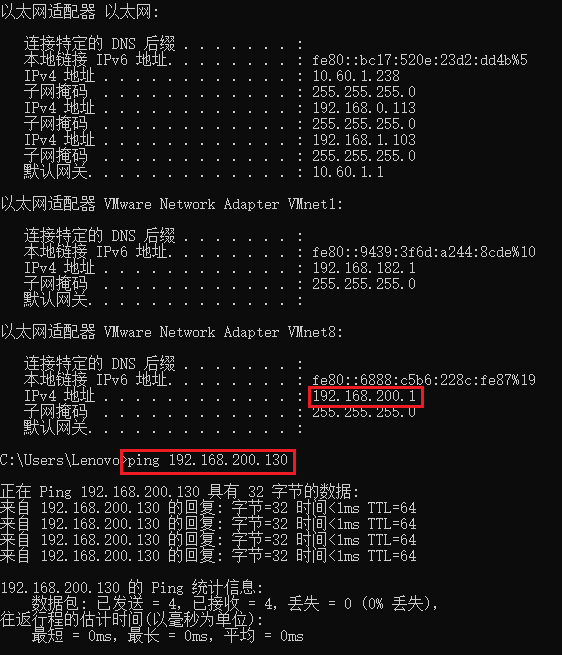 以太网适配器 以太网:
连接特定的 DNS 后缀 . . . . . . . :
本地链接 IPv6 地址. . . . . . . . : fe80::bc17:520e:23d2:dd4b%5
IPv4 地址 . . . . . . . . . . . . : 10.60.1.238
子网掩码 . . . . . . . . . . . . : 255.255.255.0
IPv4 地址 . . . . . . . . . . . . : 192.168.0.113
子网掩码 . . . . . . . . . . . . : 255.255.255.0
IPv4 地址 . . . . . . . . . . . . : 192.168.1.103
子网掩码 . . . . . . . . . . . . : 255.255.255.0
默认网关. . . . . . . . . . . . . : 10.60.1.1
以太网适配器 VMware Network Adapter VMnet1:
连接特定的 DNS 后缀 . . . . . . . :
本地链接 IPv6 地址. . . . . . . . : fe80::9439:3f6d:a244:8cde%10
IPv4 地址 . . . . . . . . . . . . : 192.168.182.1
子网掩码 . . . . . . . . . . . . : 255.255.255.0
默认网关. . . . . . . . . . . . . :
以太网适配器 VMware Network Adapter VMnet8:
连接特定的 DNS 后缀 . . . . . . . :
本地链接 IPv6 地址. . . . . . . . : fe80::6888:c5b6:228c:fe87%19
IPv4 地址 . . . . . . . . . . . . : 192.168.200.1
子网掩码 . . . . . . . . . . . . : 255.255.255.0
默认网关. . . . . . . . . . . . . :
C:\Users\Lenovo>ping 192.168.200.130
正在 Ping 192.168.200.130 具有 32 字节的数据:
来自 192.168.200.130 的回复: 字节=32 时间<1ms TTL=64
来自 192.168.200.130 的回复: 字节=32 时间<1ms TTL=64
来自 192.168.200.130 的回复: 字节=32 时间<1ms TTL=64
来自 192.168.200.130 的回复: 字节=32 时间<1ms TTL=64
192.168.200.130 的 Ping 统计信息:
数据包: 已发送 = 4，已接收 = 4，丢失 = 0 (0% 丢失)，
往返行程的估计时间(以毫秒为单位):
最短 = 0ms，最长 = 0ms，平均 = 0ms